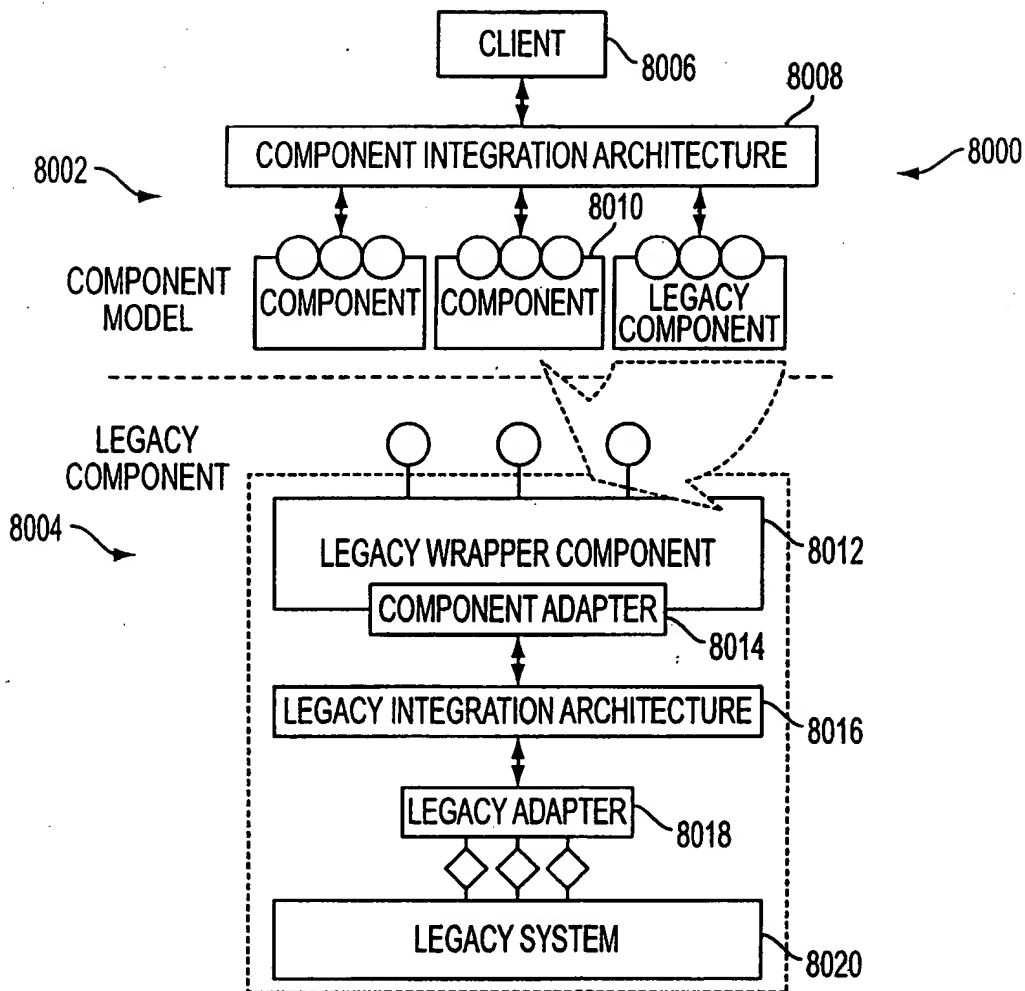 CLIENT
8006
8008
COMPONENT INTEGRATION ARCHITECTURE
8000
8002
8010
COMPONENT
MODEL
COMPONENT
COMPONENT
LEGACY
COMPONENT
LEGACY
COMPONENT
8004
LEGACY WRAPPER COMPONENT
8012
COMPONENT ADAPTER
8014
LEGACY INTEGRATION ARCHITECTURE
8016
LEGACY ADAPTER
8018
LEGACY SYSTEM
8020